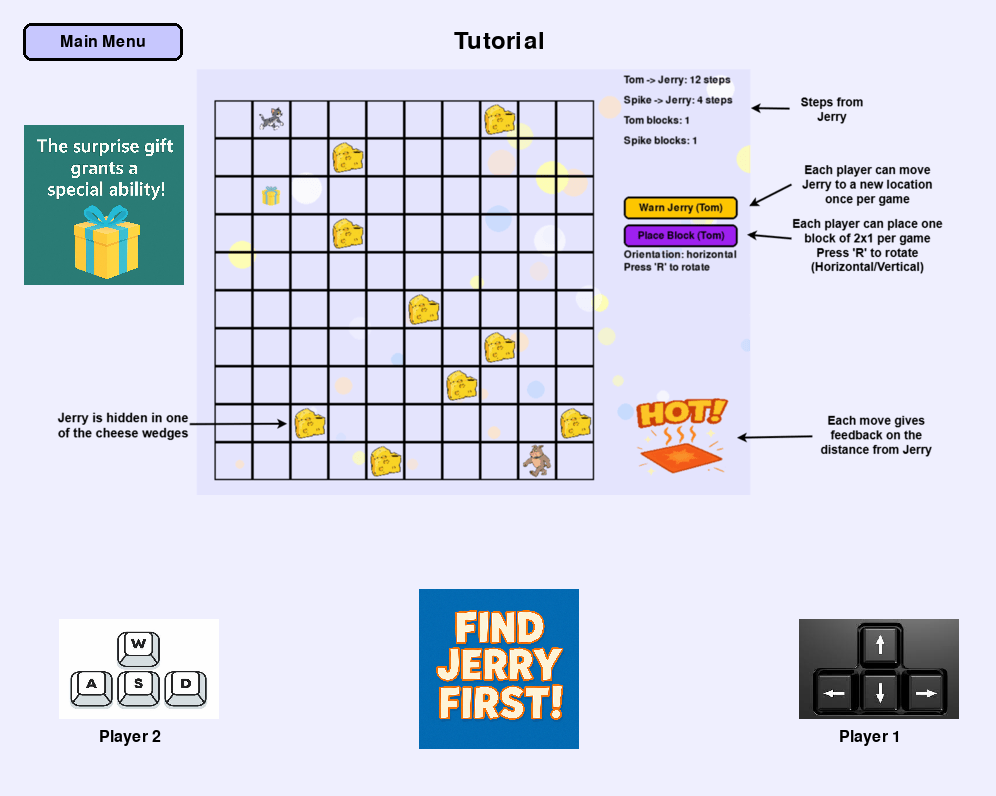 Main Menu
Tutorial
Tom -> Jerry: 12 steps
Spike -> Jerry: 4 steps
Tom blocks: 1
Spike blocks: 1
Steps from
Jerry
The surprise gift
grants a
special ability!
Each player can move
Jerry to a new location
once per game
Warn Jerry (Tom)
Place Block (Tom)
Orientation: horizontal
Press 'R' to rotate
Each player can place one
block of 2x1 per game
Press 'R' to rotate
(Horizontal/Vertical)
Jerry is hidden in one
of the cheese wedges
HOT!
Each move gives
feedback on the
distance from Jerry
W
A S D
Player 2
FIND
JERRY
FIRST!
↑
← ↓ →
Player 1